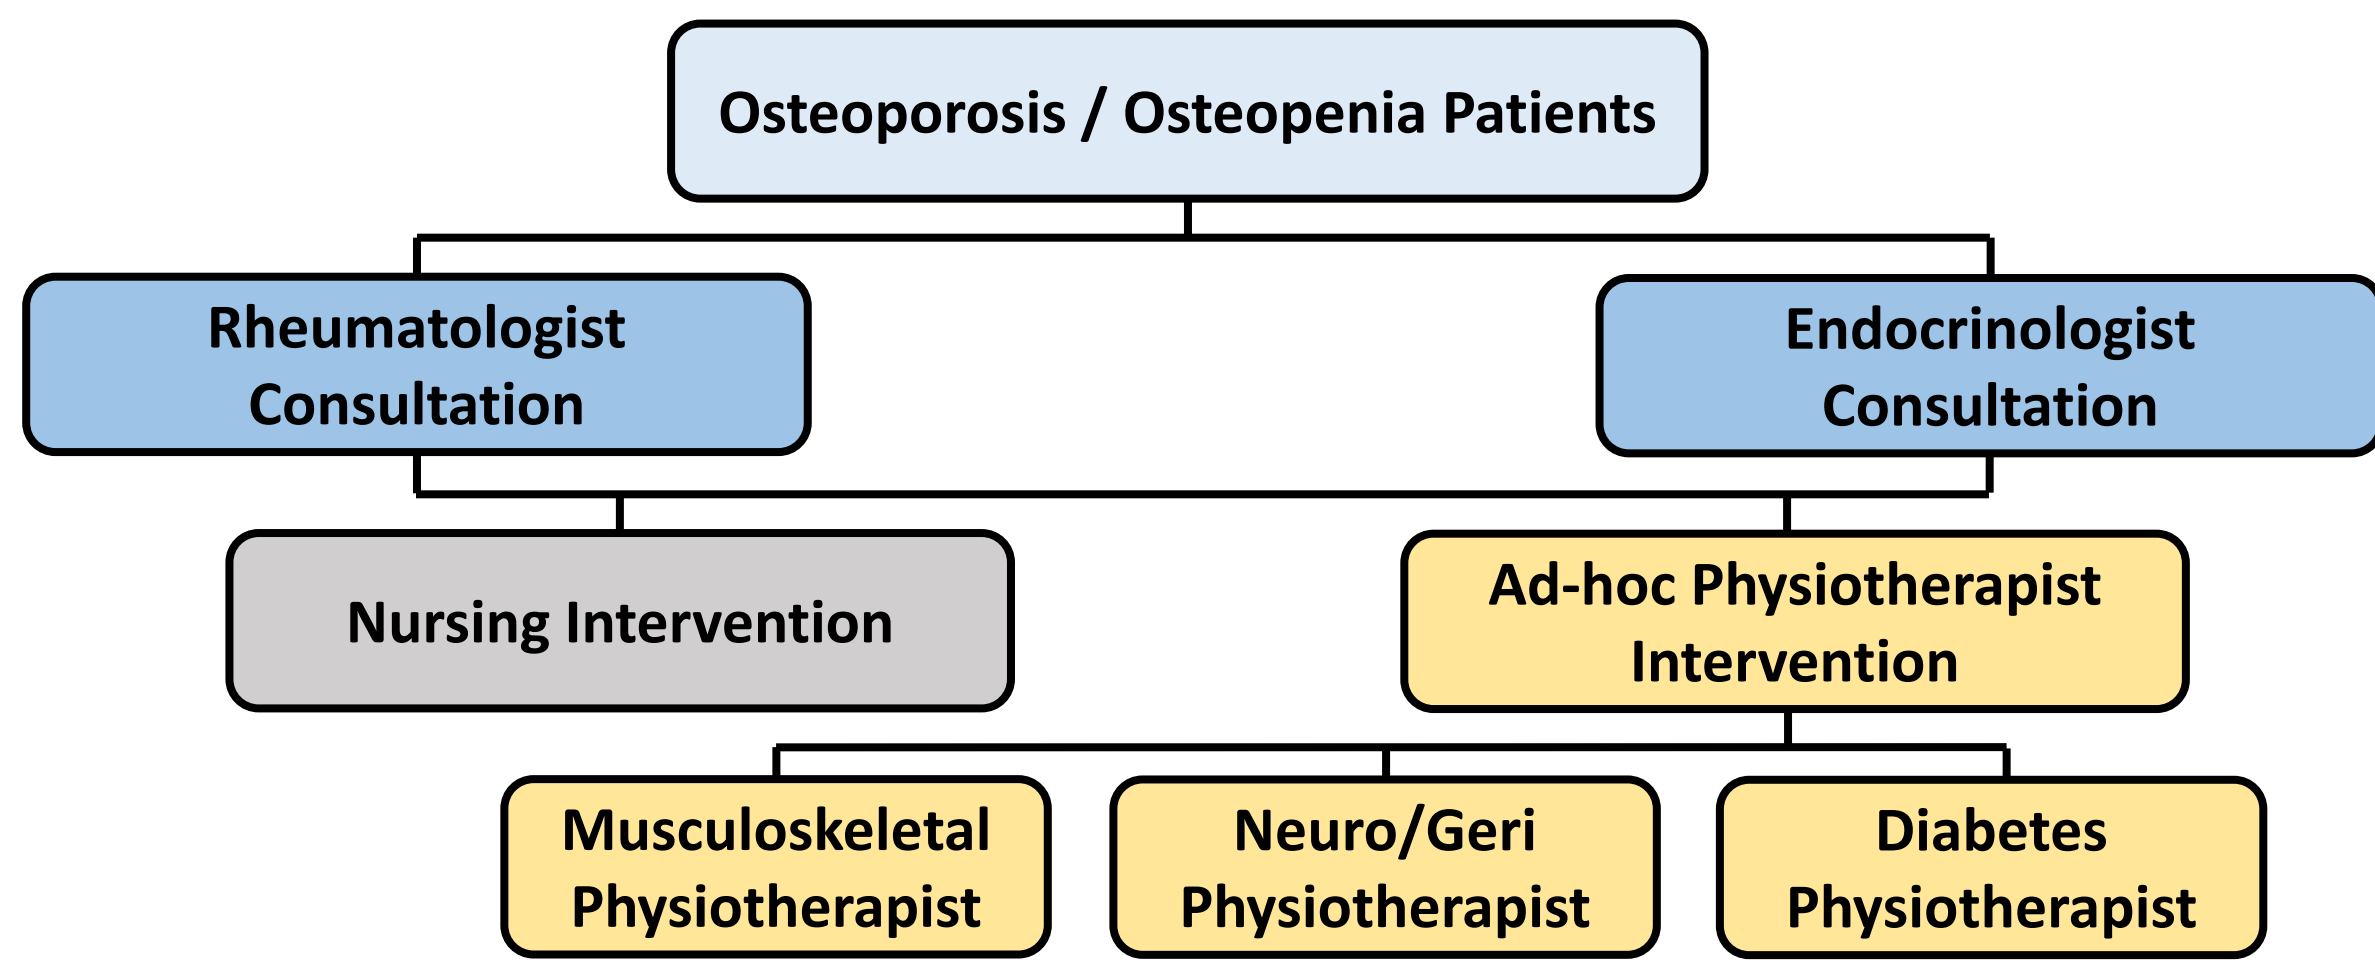 Osteoporosis / Osteopenia Patients
Rheumatologist
Consultation
Endocrinologist
Consultation
Nursing Intervention
Ad-hoc Physiotherapist
Intervention
Musculoskeletal
Physiotherapist
Neuro/Geri
Physiotherapist
Diabetes
Physiotherapist